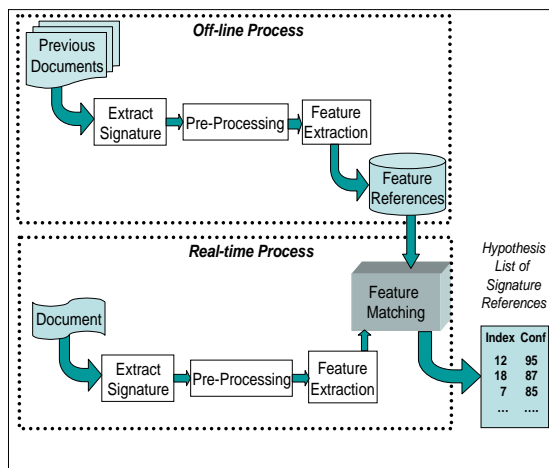 Off-line Process
Previous
Documents
Extract
Signature
Pre-Processing
Feature
Extraction
Feature
References
Real-time Process
Document
Extract
Signature
Pre-Processing
Feature
Extraction
Feature
Matching
Hypothesis
List of
Signature
References
Index Conf
12 95
18 87
7 85
... ....